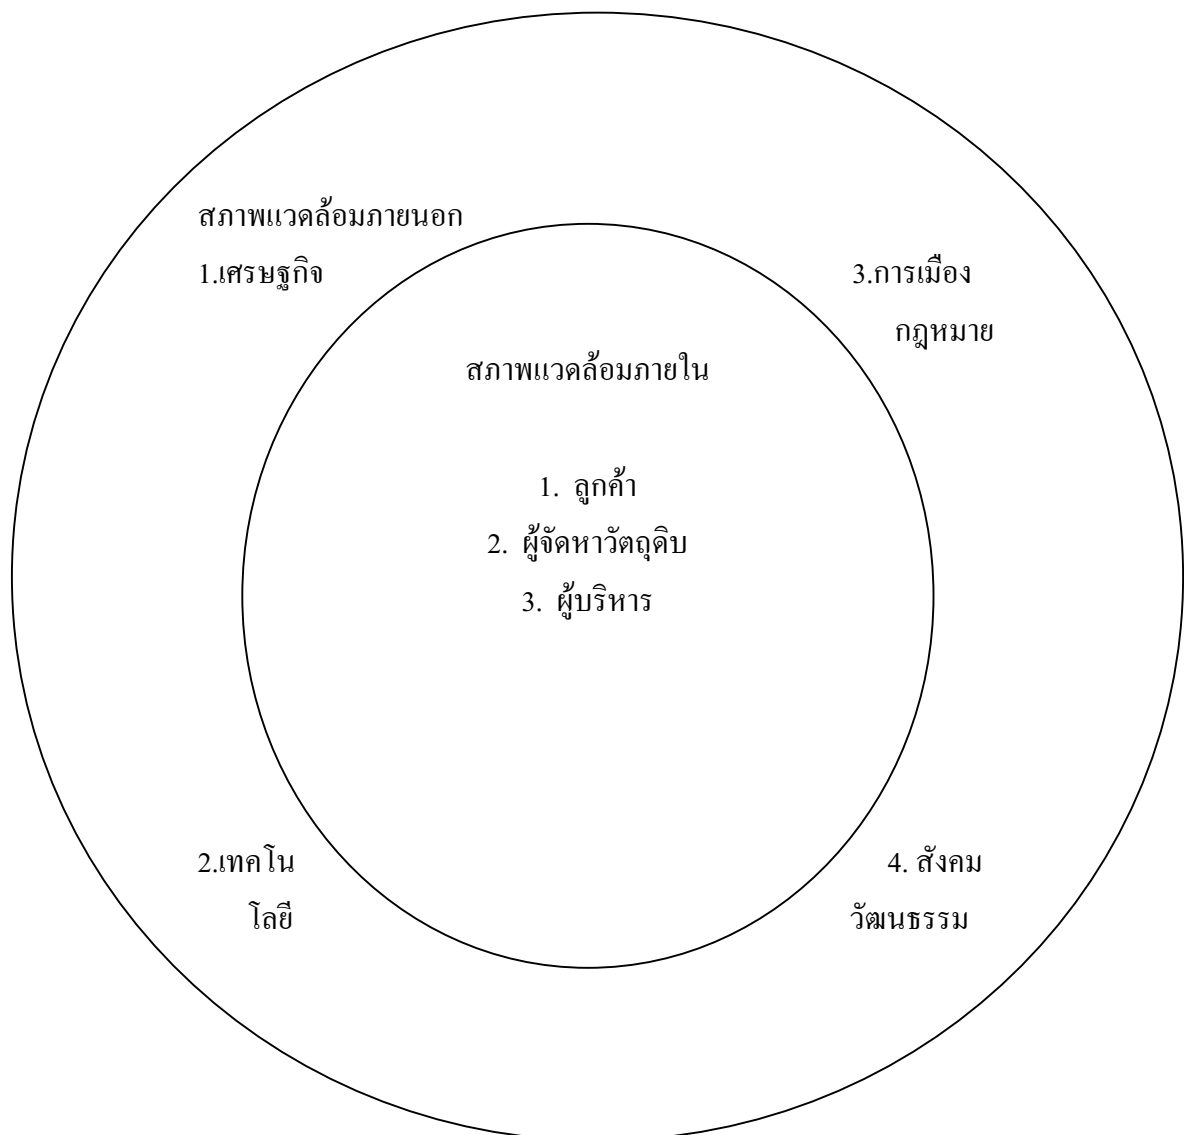 สภาพแวดล้อมภายนอก
1.เศรษฐกิจ
3.การเมือง
กฎหมาย
สภาพแวดล้อมภายใน
1. ลูกค้า
2. ผู้จัดหาวัตถุดิบ
3. ผู้บริหาร
2.เทคโน
โลยี
4. สังคม
วัฒนธรรม